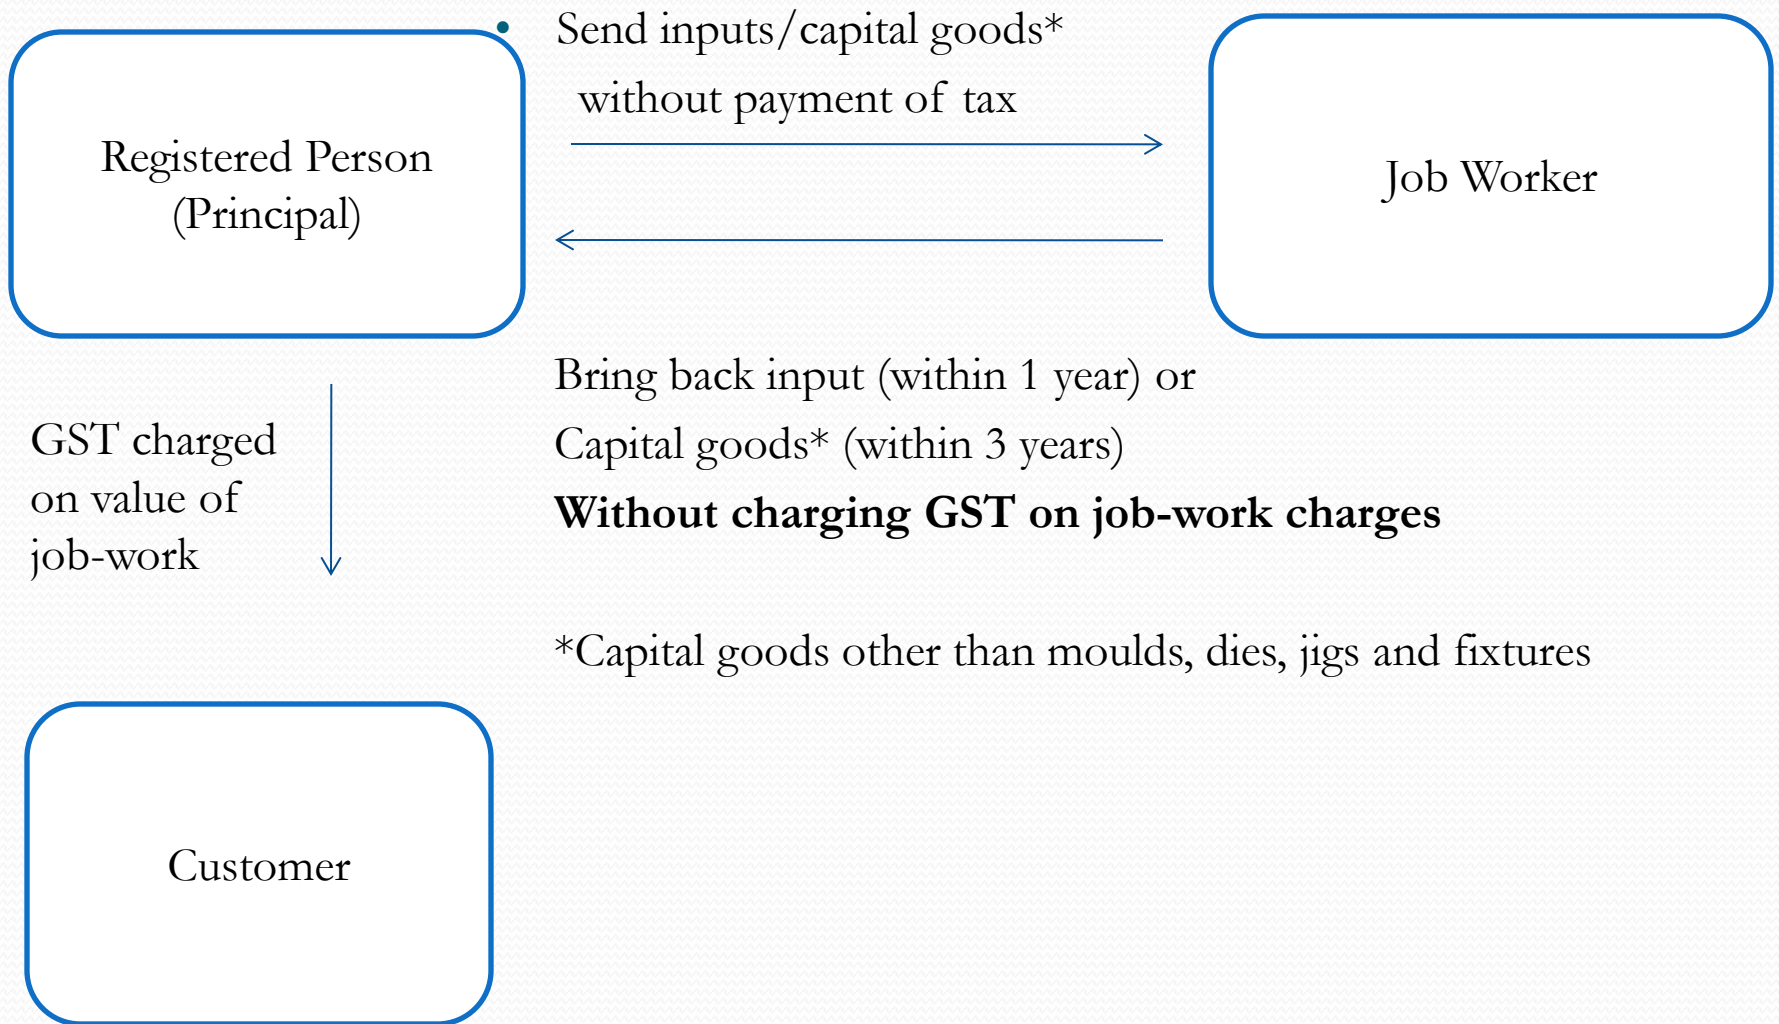 • Send inputs/capital goods*
without payment of tax
Registered Person
(Principal)
Job Worker
Bring back input (within 1 year) or
Capital goods* (within 3 years)
Without charging GST on job-work charges
GST charged
on value of
job-work
*Capital goods other than moulds, dies, jigs and fixtures
Customer